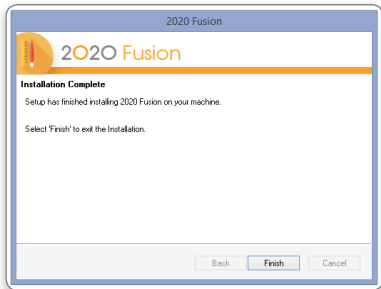 2020 Fusion
2020 Fusion
Installation Complete
Setup has finished installing 2020 Fusion on your machine.
Select 'Finish' to exit the Installation.
Back Finish Cancel